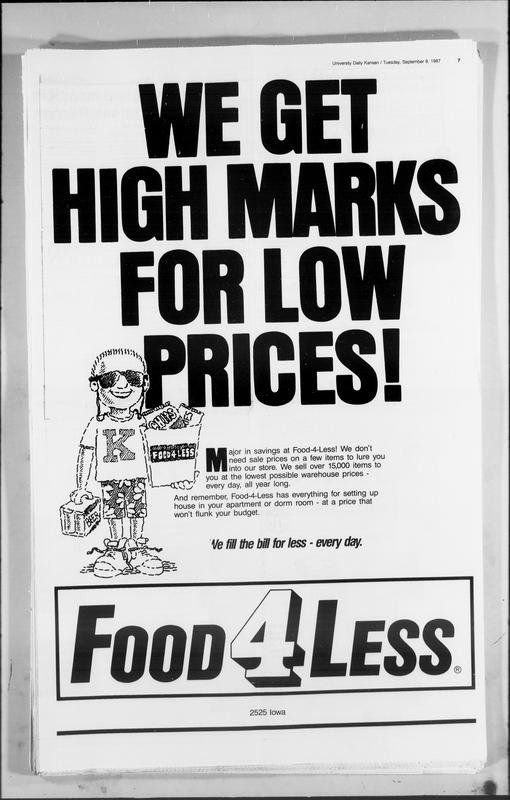 University Daily Kansan / Tuesday, September 8, 1987 7
WE GET
HIGH MARKS
FOR LOW
PRICES!
CHIPS
K
FOOD 4 LESS
BEER
Major in savings at Food-4-Less! We don't
need sale prices on a few items to lure you
into our store. We sell over 15,000 items to
you at the lowest possible warehouse prices -
every day, all year long.
And remember, Food-4-Less has everything for setting up
house in your apartment or dorm room - at a price that
won't flunk your budget.
We fill the bill for less - every day.
FOOD 4 LESS®
2525 Iowa